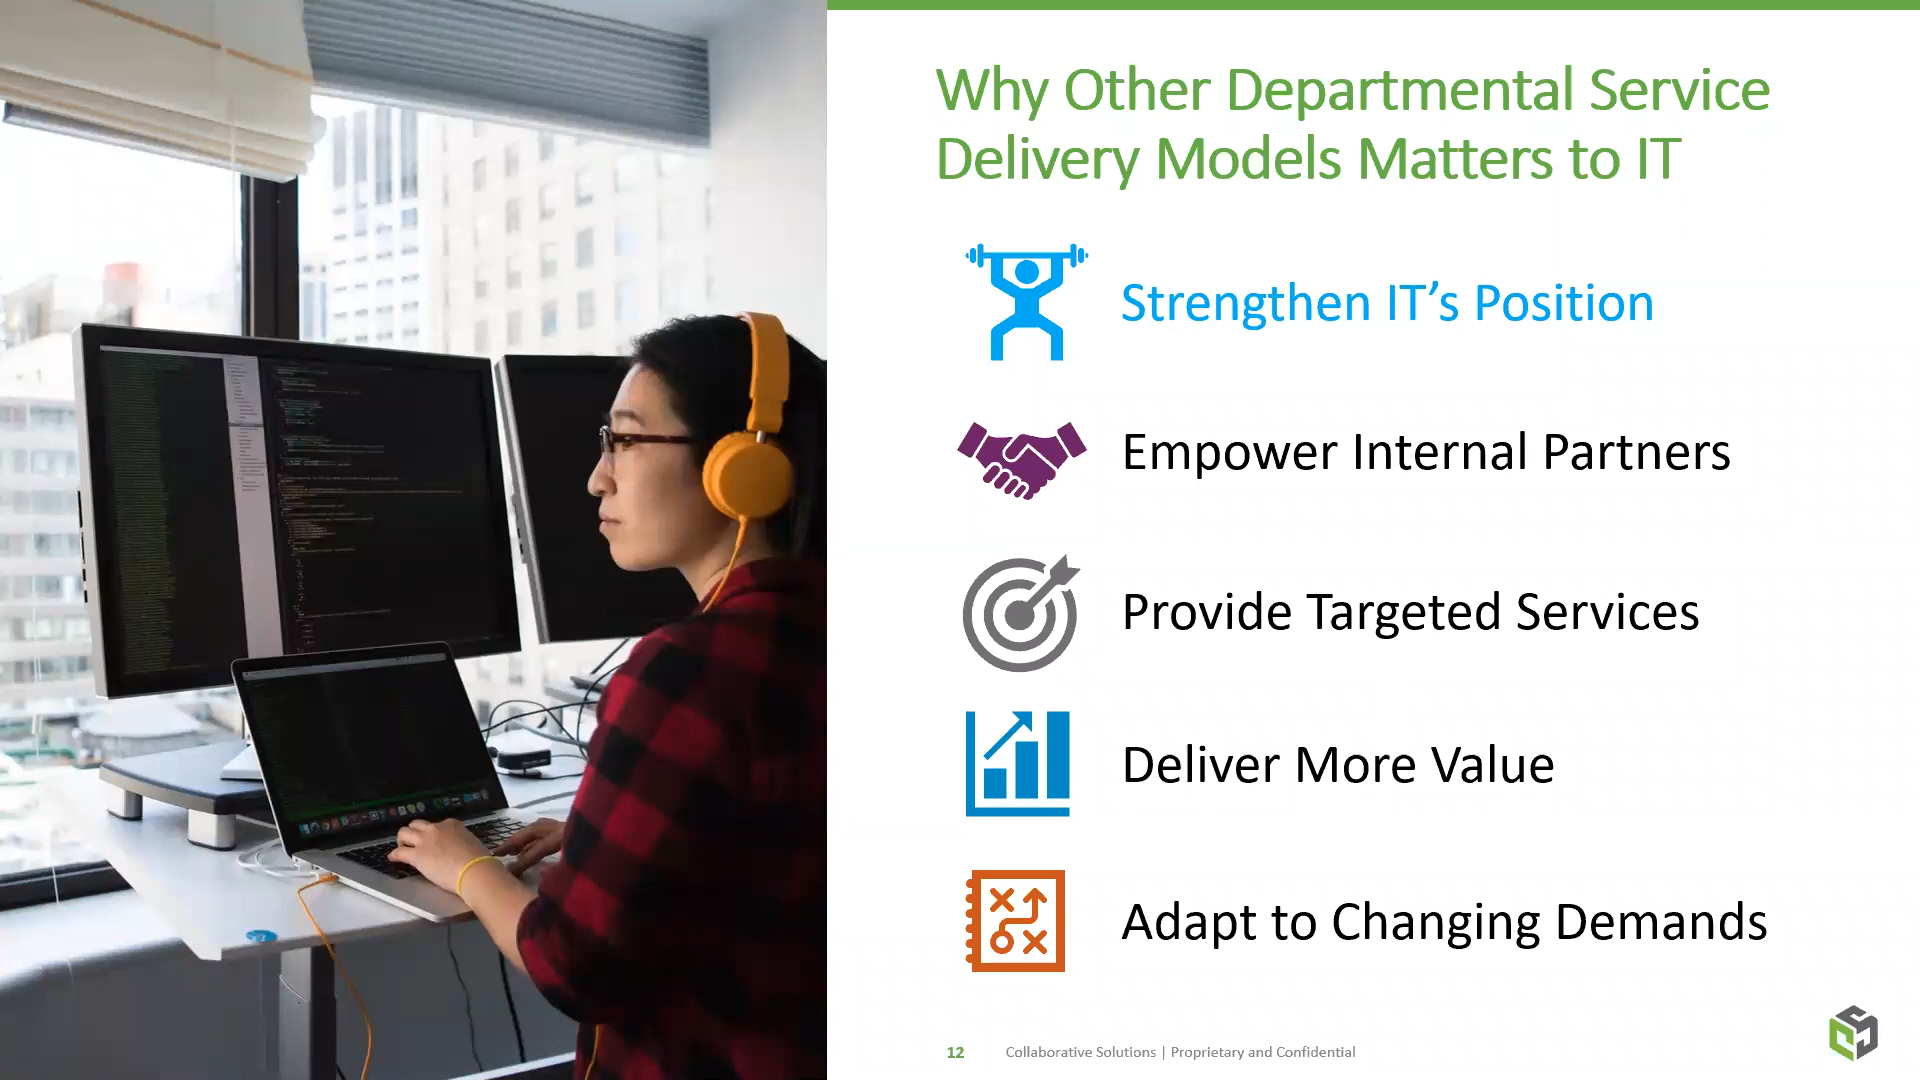 Why Other Departmental Service
Delivery Models Matters to IT
Strengthen IT’s Position
Empower Internal Partners
Provide Targeted Services
Deliver More Value
Adapt to Changing Demands
12
Collaborative Solutions | Proprietary and Confidential